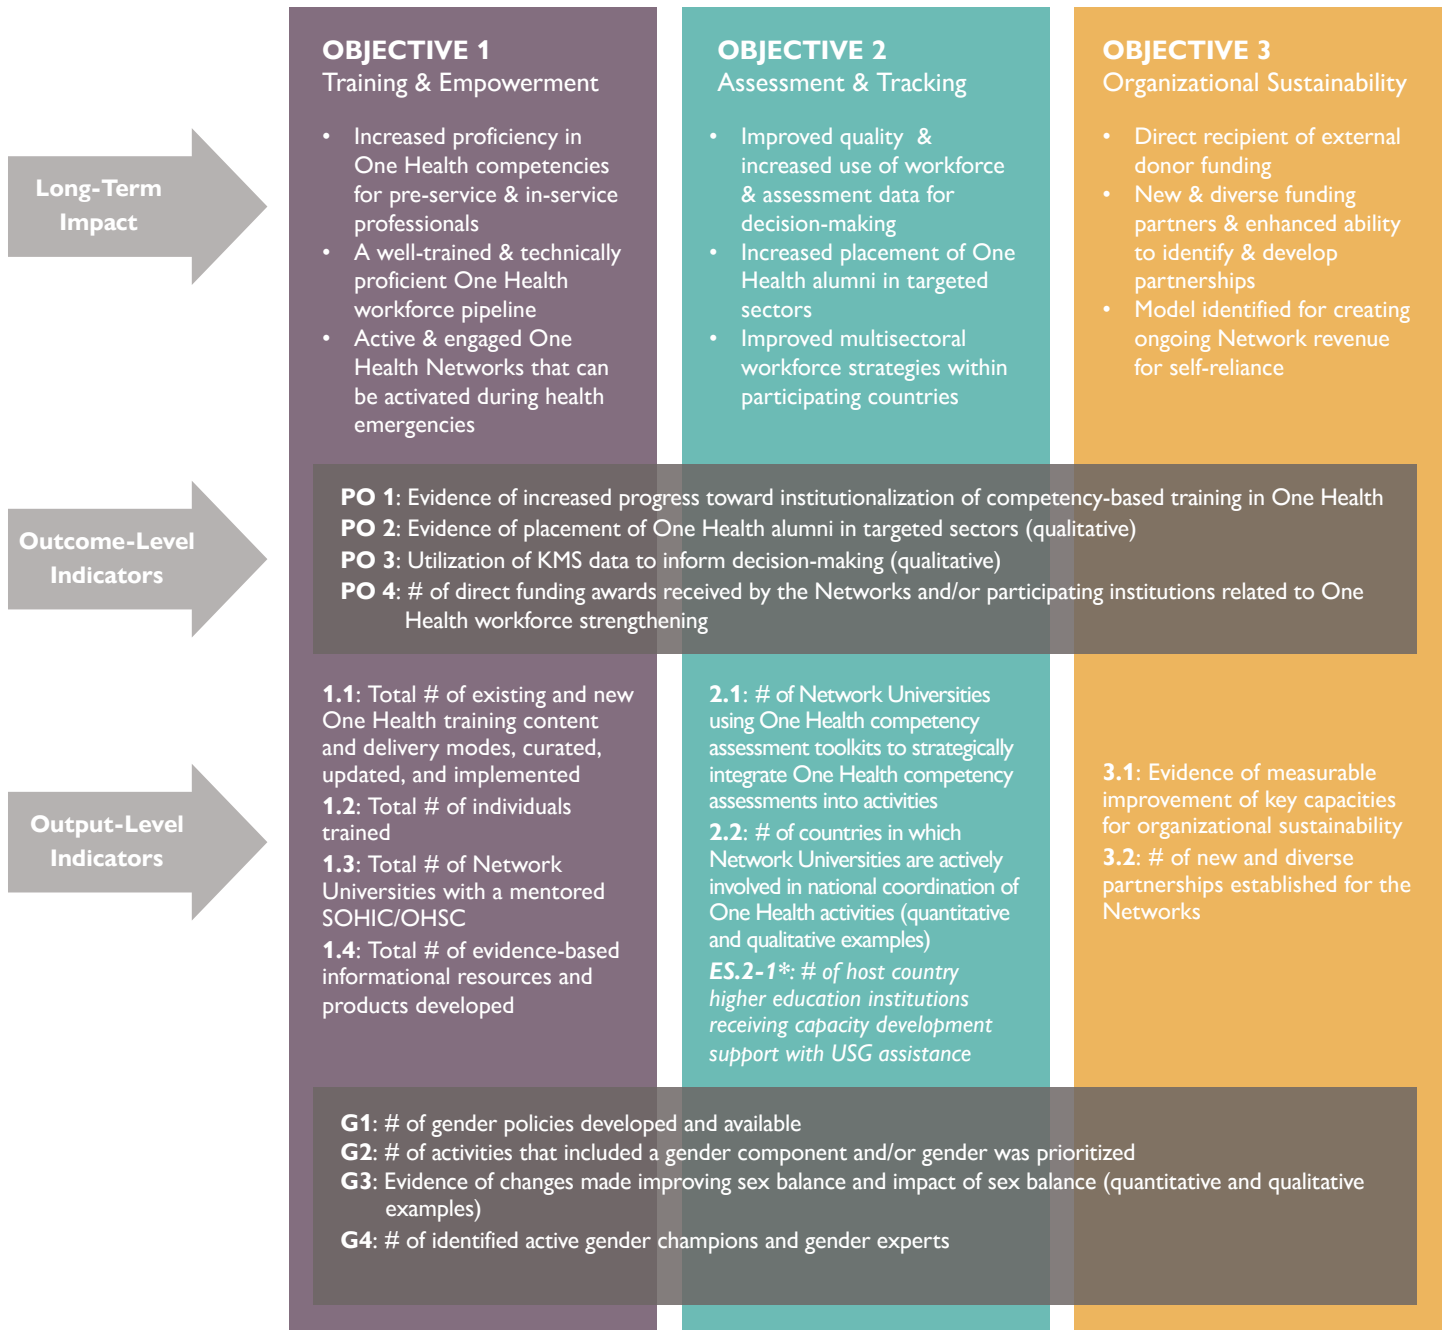 OBJECTIVE 1
Training & Empowerment
OBJECTIVE 2
Assessment & Tracking
OBJECTIVE 3
Organizational Sustainability
Long-Term
Impact
• Increased proficiency in
One Health competencies
for pre-service & in-service
professionals
• A well-trained & technically
proficient One Health
workforce pipeline
• Active & engaged One
Health Networks that can
be activated during health
emergencies
• Improved quality & 
increased use of workforce
& assessment data for
decision-making
• Increased placement of One
Health alumni in targeted
sectors
• Improved multisectoral
workforce strategies within
participating countries
• Direct recipient of external
donor funding
• New & diverse funding
partners & enhanced ability
to identify & develop
partnerships
• Model identified for creating
ongoing Network revenue
for self-reliance
Outcome-Level
Indicators
PO 1: Evidence of increased progress toward institutionalization of competency-based training in One Health
PO 2: Evidence of placement of One Health alumni in targeted sectors (qualitative)
PO 3: Utilization of KMS data to inform decision-making (qualitative)
PO 4: # of direct funding awards received by the Networks and/or participating institutions related to One
Health workforce strengthening
Output-Level
Indicators
1.1: Total # of existing and new
One Health training content
and delivery modes, curated,
updated, and implemented
1.2: Total # of individuals
trained
1.3: Total # of Network
Universities with a mentored
SOHIC/OHSC
1.4: Total # of evidence-based
informational resources and
products developed
2.1: # of Network Universities
using One Health competency
assessment toolkits to strategically
integrate One Health competency
assessments into activities
2.2: # of countries in which
Network Universities are actively
involved in national coordination of
One Health activities (quantitative
and qualitative examples)
ES.2-1*: # of host country
higher education institutions
receiving capacity development
support with USG assistance
3.1: Evidence of measurable
improvement of key capacities
for organizational sustainability
3.2: # of new and diverse
partnerships established for the
Networks
G1: # of gender policies developed and available
G2: # of activities that included a gender component and/or gender was prioritized
G3: Evidence of changes made improving sex balance and impact of sex balance (quantitative and qualitative
examples)
G4: # of identified active gender champions and gender experts